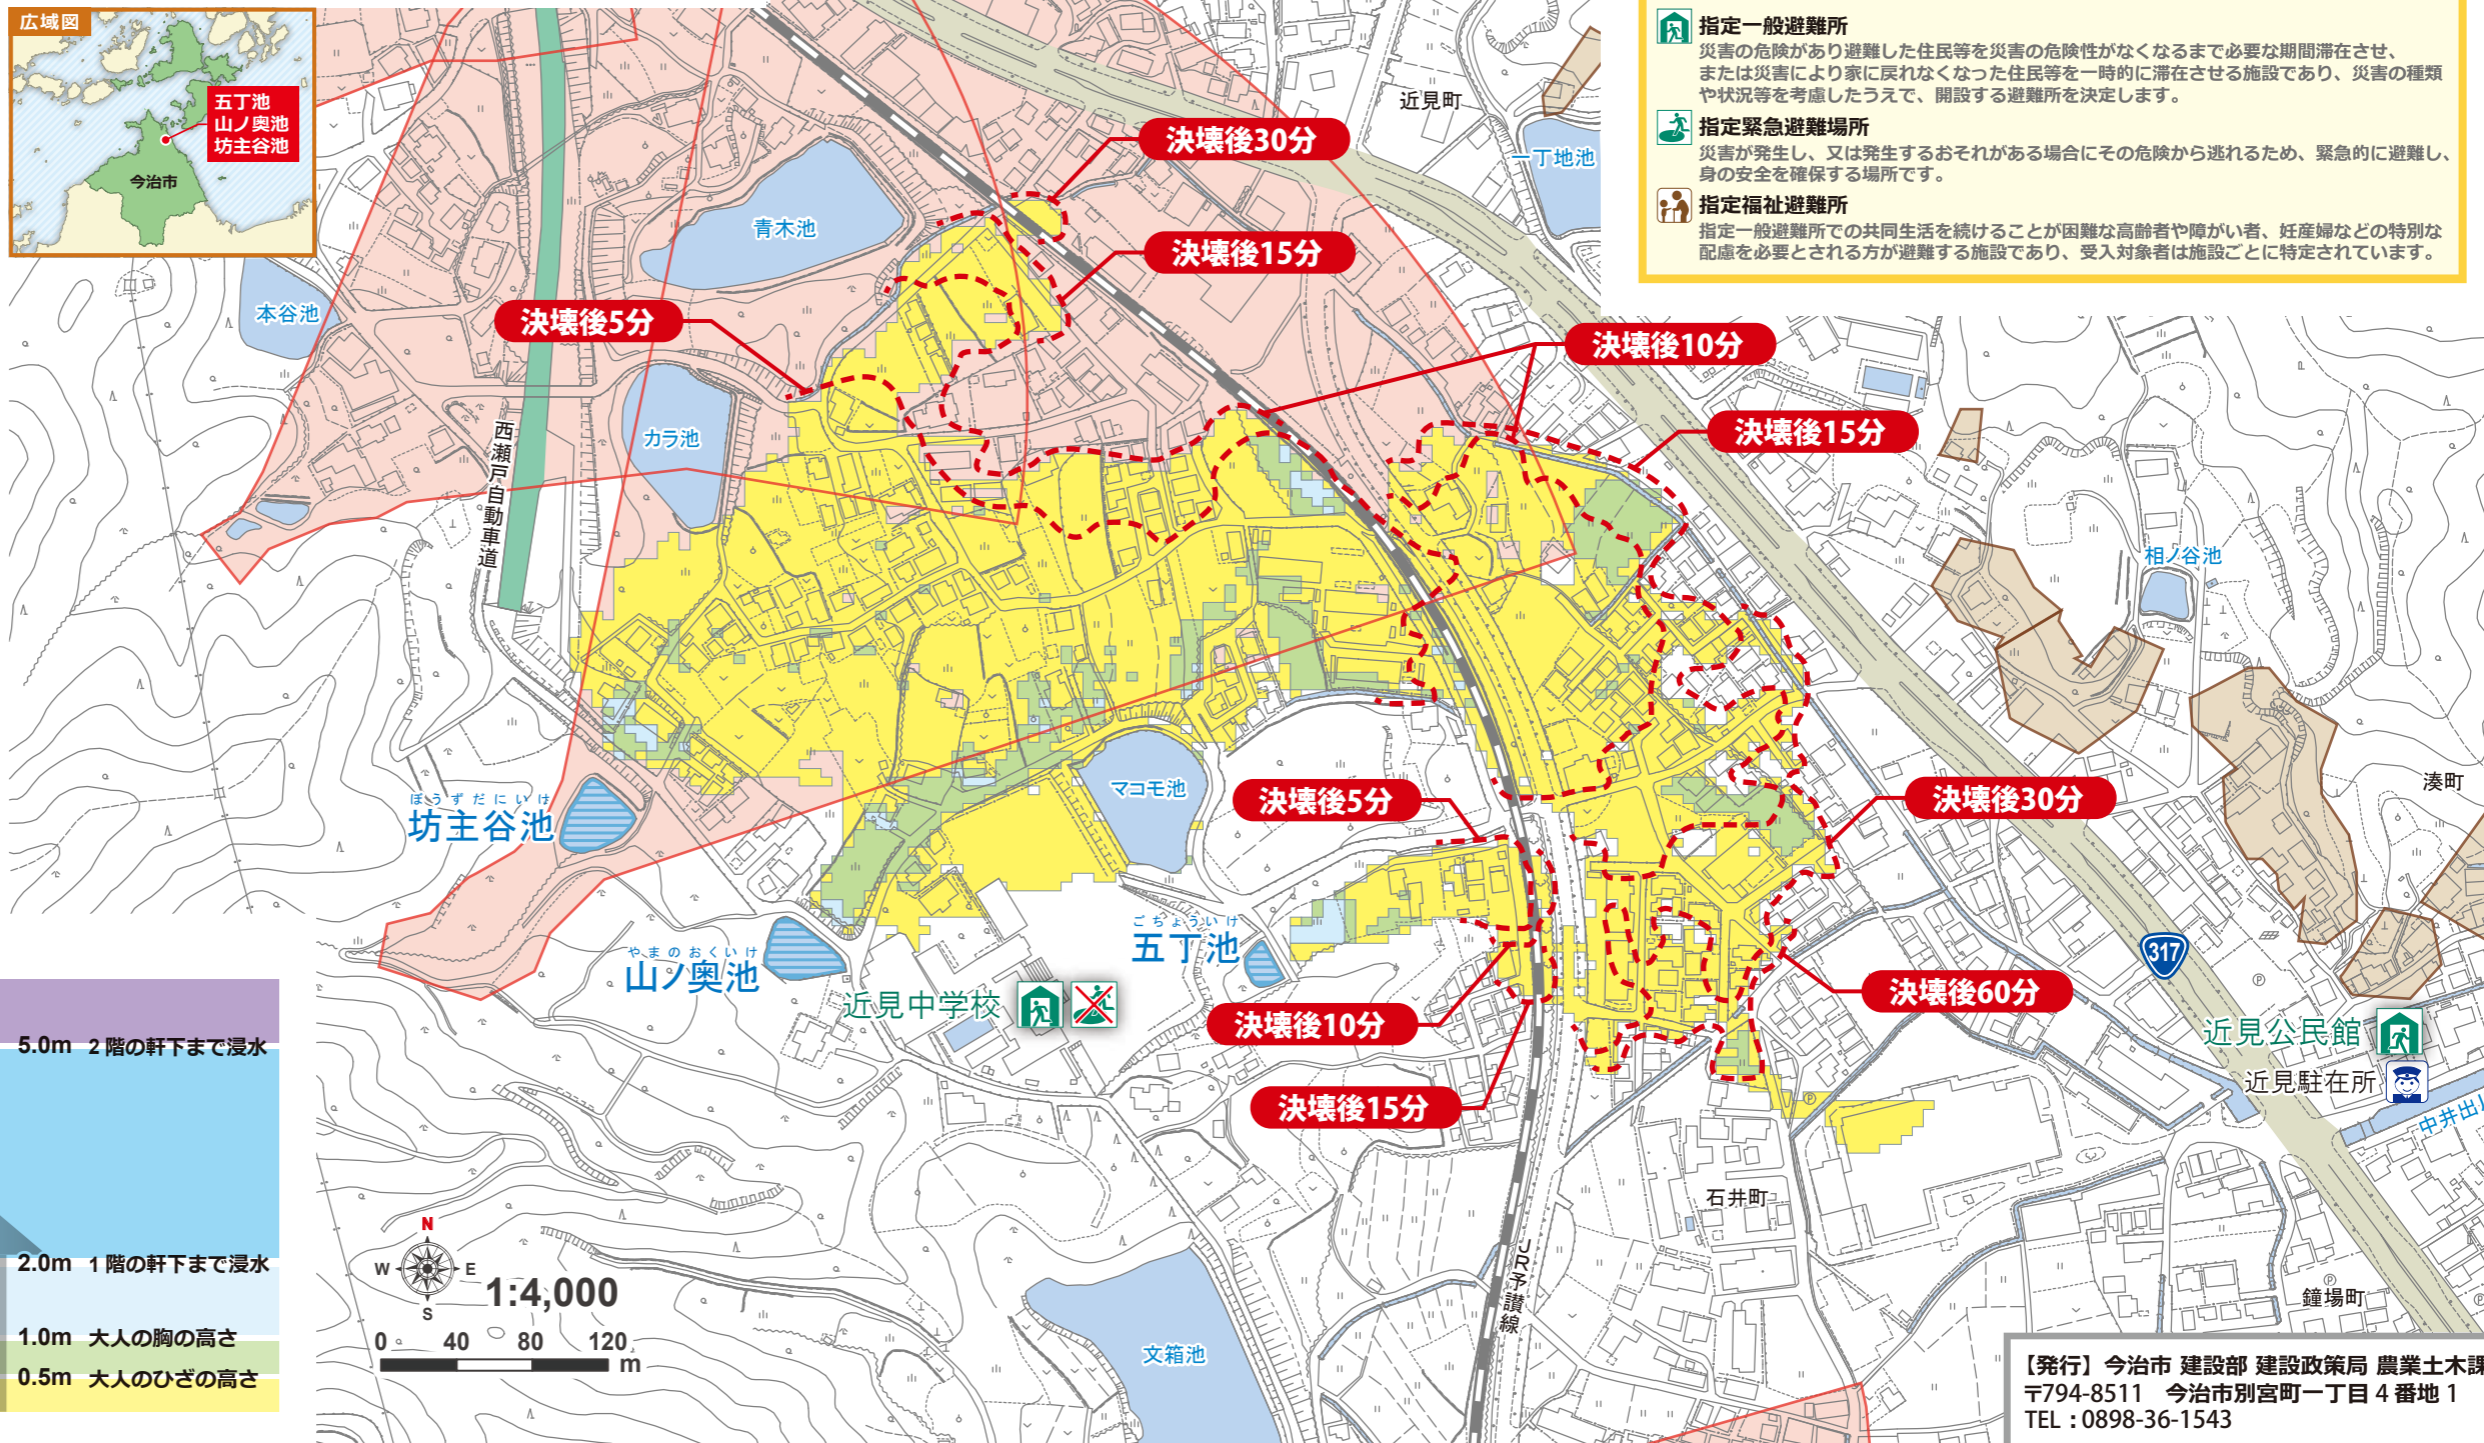 広域図
五丁池
山ノ奥池
坊主谷池
今治市
指定一般避難所
災害の危険があり避難した住民等を災害の危険性がなくなるまで必要な期間滞在させ、
または災害により家に戻れなくなった住民等を一時的に滞在させる施設であり、災害の種類
や状況等を考慮したうえで、開設する避難所を決定します。
指定緊急避難場所
災害が発生し、又は発生するおそれがある場合にその危険から逃れるため、緊急的に避難し、
身の安全を確保する場所です。
指定福祉避難所
指定一般避難所での共同生活を続けることが困難な高齢者や障がい者、妊産婦などの特別な
配慮を必要とされる方が避難する施設であり、受入対象者は施設ごとに特定されています。
近見町
一丁地池
決壊後30分
青木池
決壊後15分
本谷池
決壊後5分
決壊後10分
カラ池
決壊後15分
西瀬戸自動車道
相ノ谷池
湊町
マコモ池
ぼうずだにいけ
坊主谷池
決壊後5分
決壊後30分
ごちょういけ
五丁池
やまのおくいけ
山ノ奥池
317
近見中学校
決壊後60分
決壊後10分
近見公民館
近見駐在所
中井出川
決壊後15分
石井町
JR予讃線
鐘場町
文箱池
5.0m 2階の軒下まで浸水
2.0m 1階の軒下まで浸水
1.0m 大人の胸の高さ
0.5m 大人のひざの高さ
N
W E
S
1:4,000
0 40 80 120
m
【発行】今治市 建設部 建設政策局 農業土木課
〒794-8511 今治市別宮町一丁目4番地1
TEL:0898-36-1543